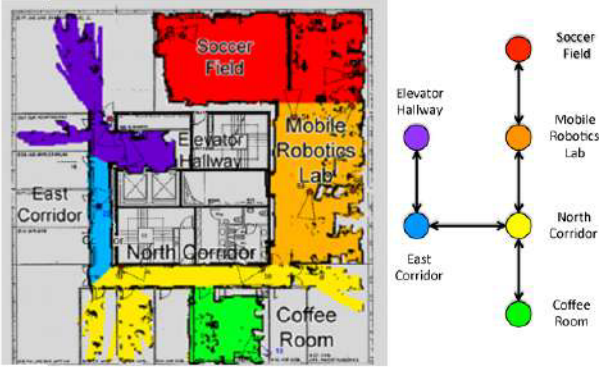 Soccer
Field
Elevator
Hallway
Mobile
Robotics
Lab
East
Corridor
North Corridor
Coffee
Room
Soccer
Field
Elevator
Hallway
Mobile
Robotics
Lab
North
Corridor
East
Corridor
Coffee
Room